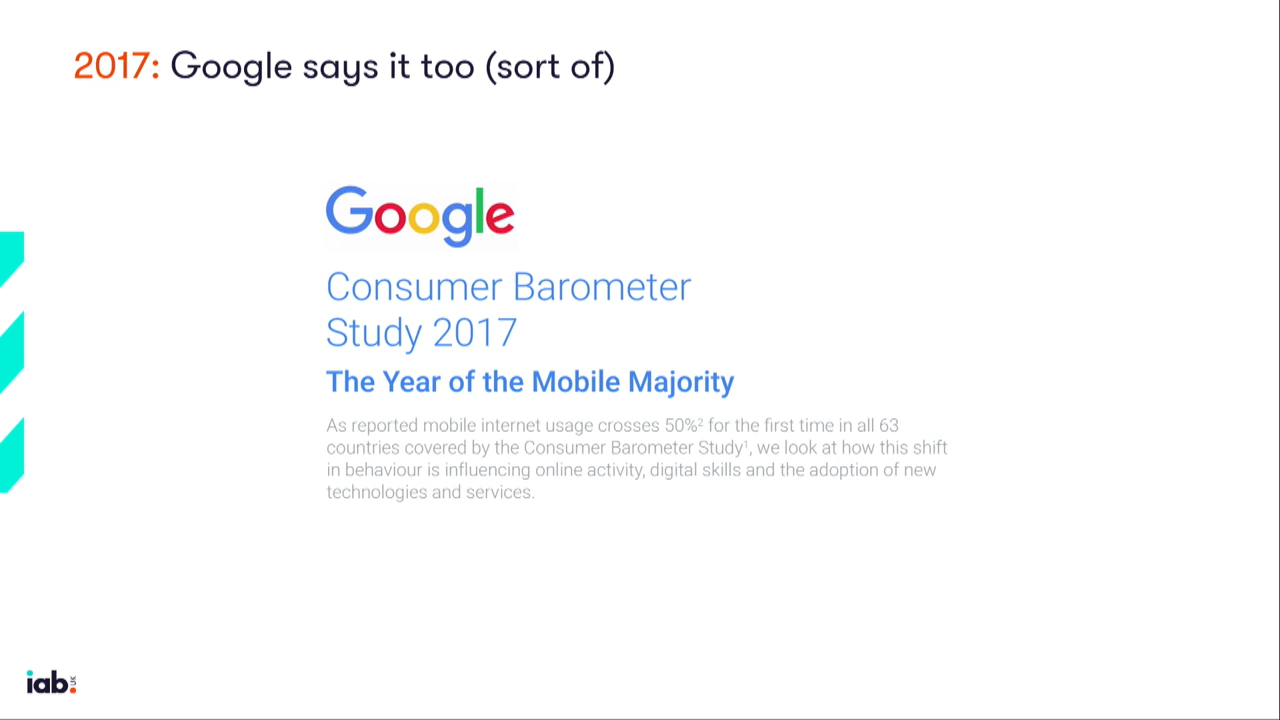 2017: Google says it too (sort of)
Google
Consumer Barometer
Study 2017
The Year of the Mobile Majority
As reported mobile internet usage crosses 50%² for the first time in all 63
countries covered by the Consumer Barometer Study¹, we look at how this shift
in behaviour is influencing online activity, digital skills and the adoption of new
technologies and services.
iab. UK